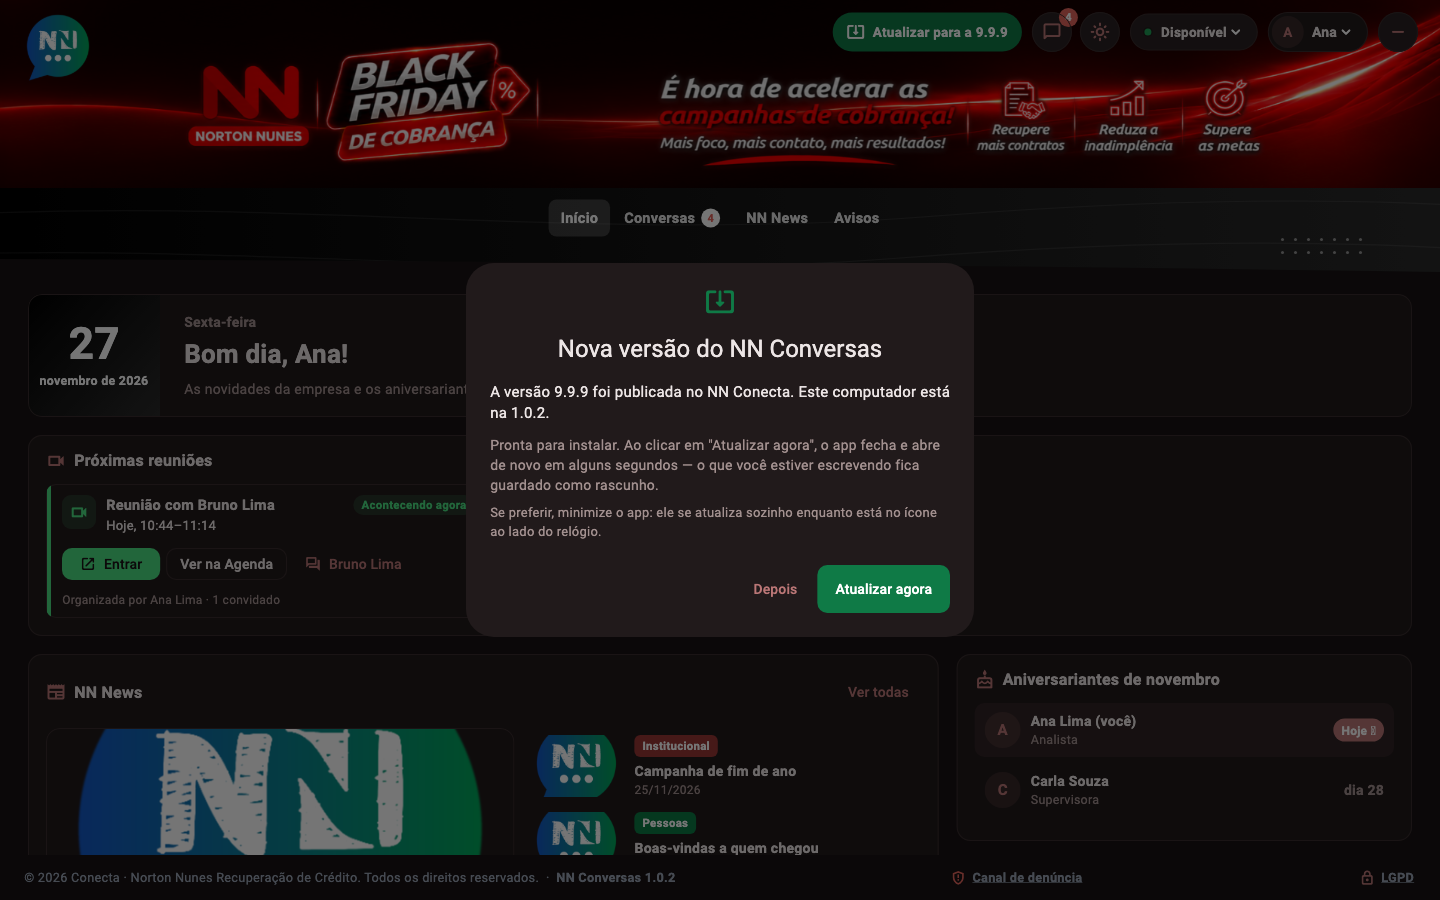 NN
Atualizar para a 9.9.9
4
Disponível
A
Ana
NN
NORTON NUNES
BLACK
FRIDAY
%
DE COBRANÇA
É hora de acelerar as
campanhas de cobrança!
Mais foco, mais contato, mais resultados!
Recupere
mais contratos
Reduza a
inadimplência
Supere
as metas
Início
Conversas 4
NN News
Avisos
27
novembro de 2026
Sexta-feira
Bom dia, Ana!
As novidades da empresa e os aniversariant
Nova versão do NN Conversas
A versão 9.9.9 foi publicada no NN Conecta. Este computador está
na 1.0.2.
Pronta para instalar. Ao clicar em "Atualizar agora", o app fecha e abre
de novo em alguns segundos — o que você estiver escrevendo fica
guardado como rascunho.
Se preferir, minimize o app: ele se atualiza sozinho enquanto está no ícone
ao lado do relógio.
Depois
Atualizar agora
Próximas reuniões
Reunião com Bruno Lima
Acontecendo agora
Hoje, 10:44–11:14
Entrar
Ver na Agenda
Bruno Lima
Organizada por Ana Lima · 1 convidado
NN News
Ver todas
NN
NN
Institucional
Campanha de fim de ano
25/11/2026
NN
Pessoas
Boas-vindas a quem chegou
Aniversariantes de novembro
A
Ana Lima (você)
Analista
Hoje
C
Carla Souza
Supervisora
dia 28
© 2026 Conecta · Norton Nunes Recuperação de Crédito. Todos os direitos reservados. · NN Conversas 1.0.2
Canal de denúncia
LGPD